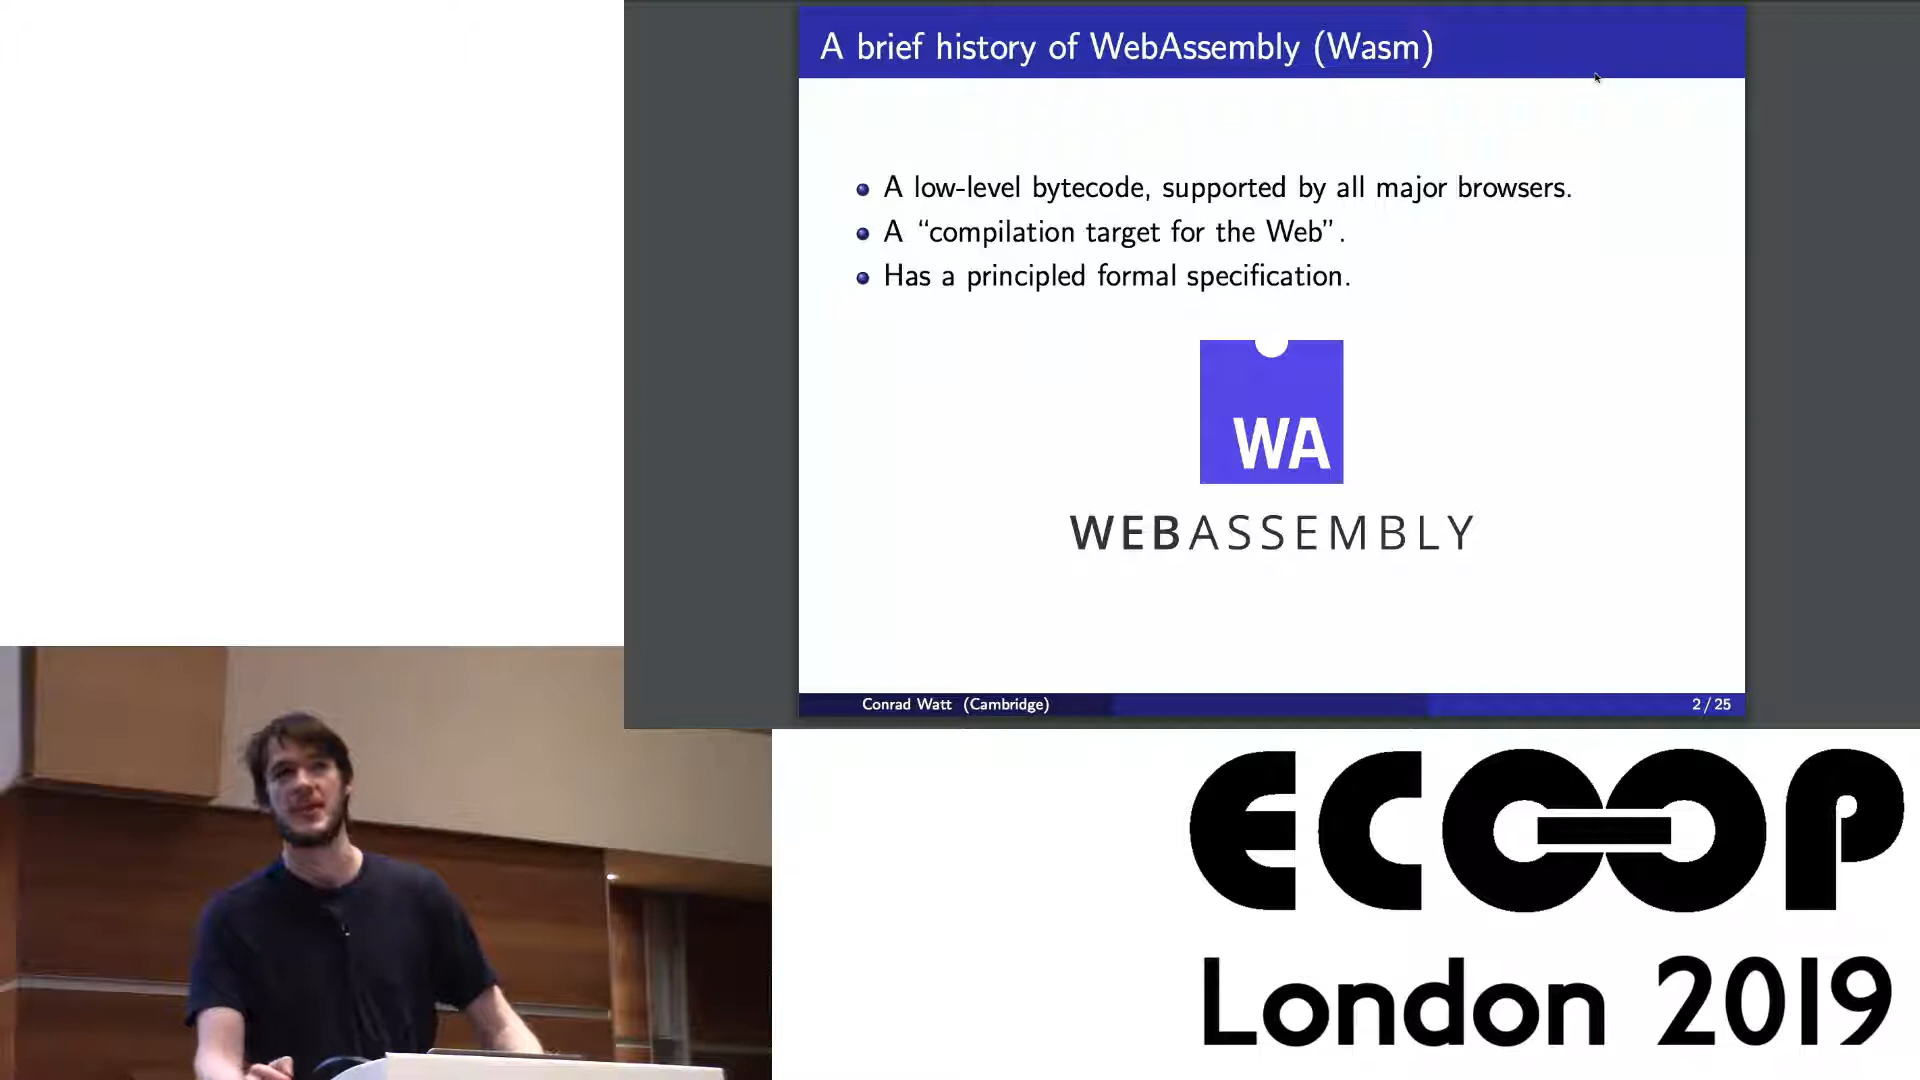 A brief history of WebAssembly (Wasm)
A low-level bytecode, supported by all major browsers.
A “compilation target for the Web”.
Has a principled formal specification.
WA
WEBASSEMBLY
Conrad Watt (Cambridge)
2 / 25
ECOOP
London 2019